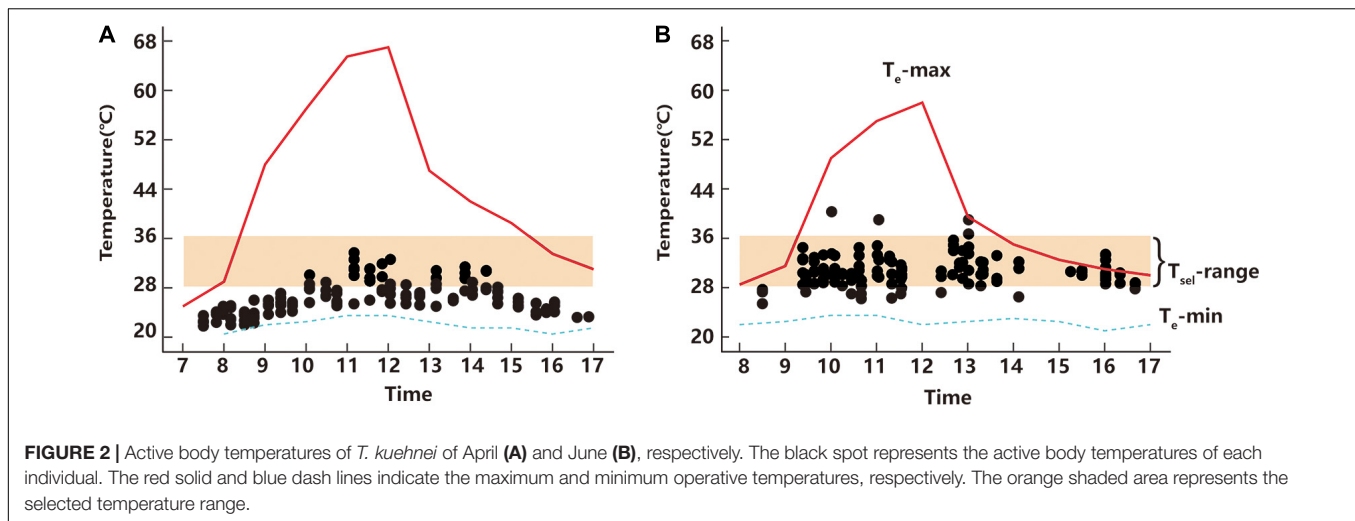 A
68
60
52
44
36
28
20
Temperature(°C)
7 8 9 10 11 12 13 14 15 16 17
Time
B
68
60
52
44
36
28
20
Temperature(°C)
8 9 10 11 12 13 14 15 16 17
Time
Te-max
Tsel-range
Te-min
FIGURE 2 | Active body temperatures of T. kuehnei of April (A) and June (B), respectively. The black spot represents the active body temperatures of each
individual. The red solid and blue dash lines indicate the maximum and minimum operative temperatures, respectively. The orange shaded area represents the
selected temperature range.